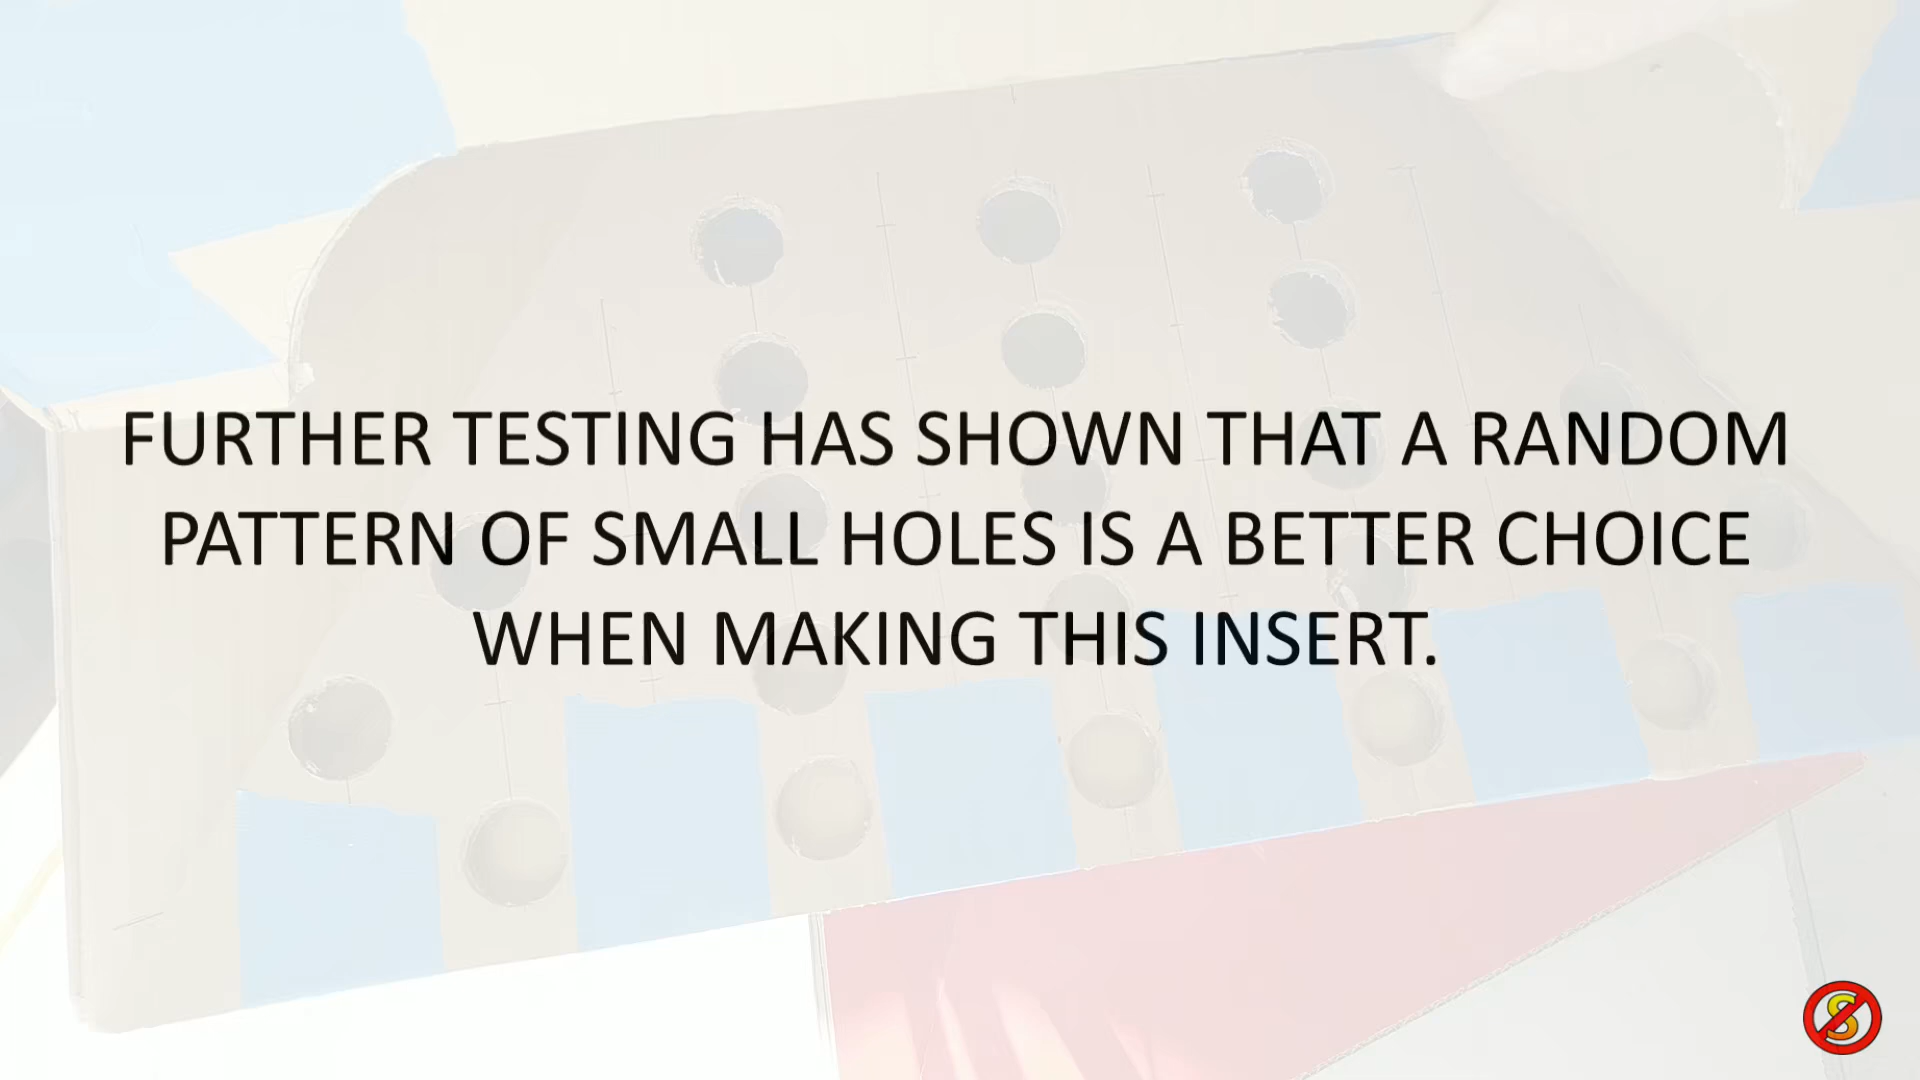 FURTHER TESTING HAS SHOWN THAT A RANDOM
PATTERN OF SMALL HOLES IS A BETTER CHOICE
WHEN MAKING THIS INSERT.
S